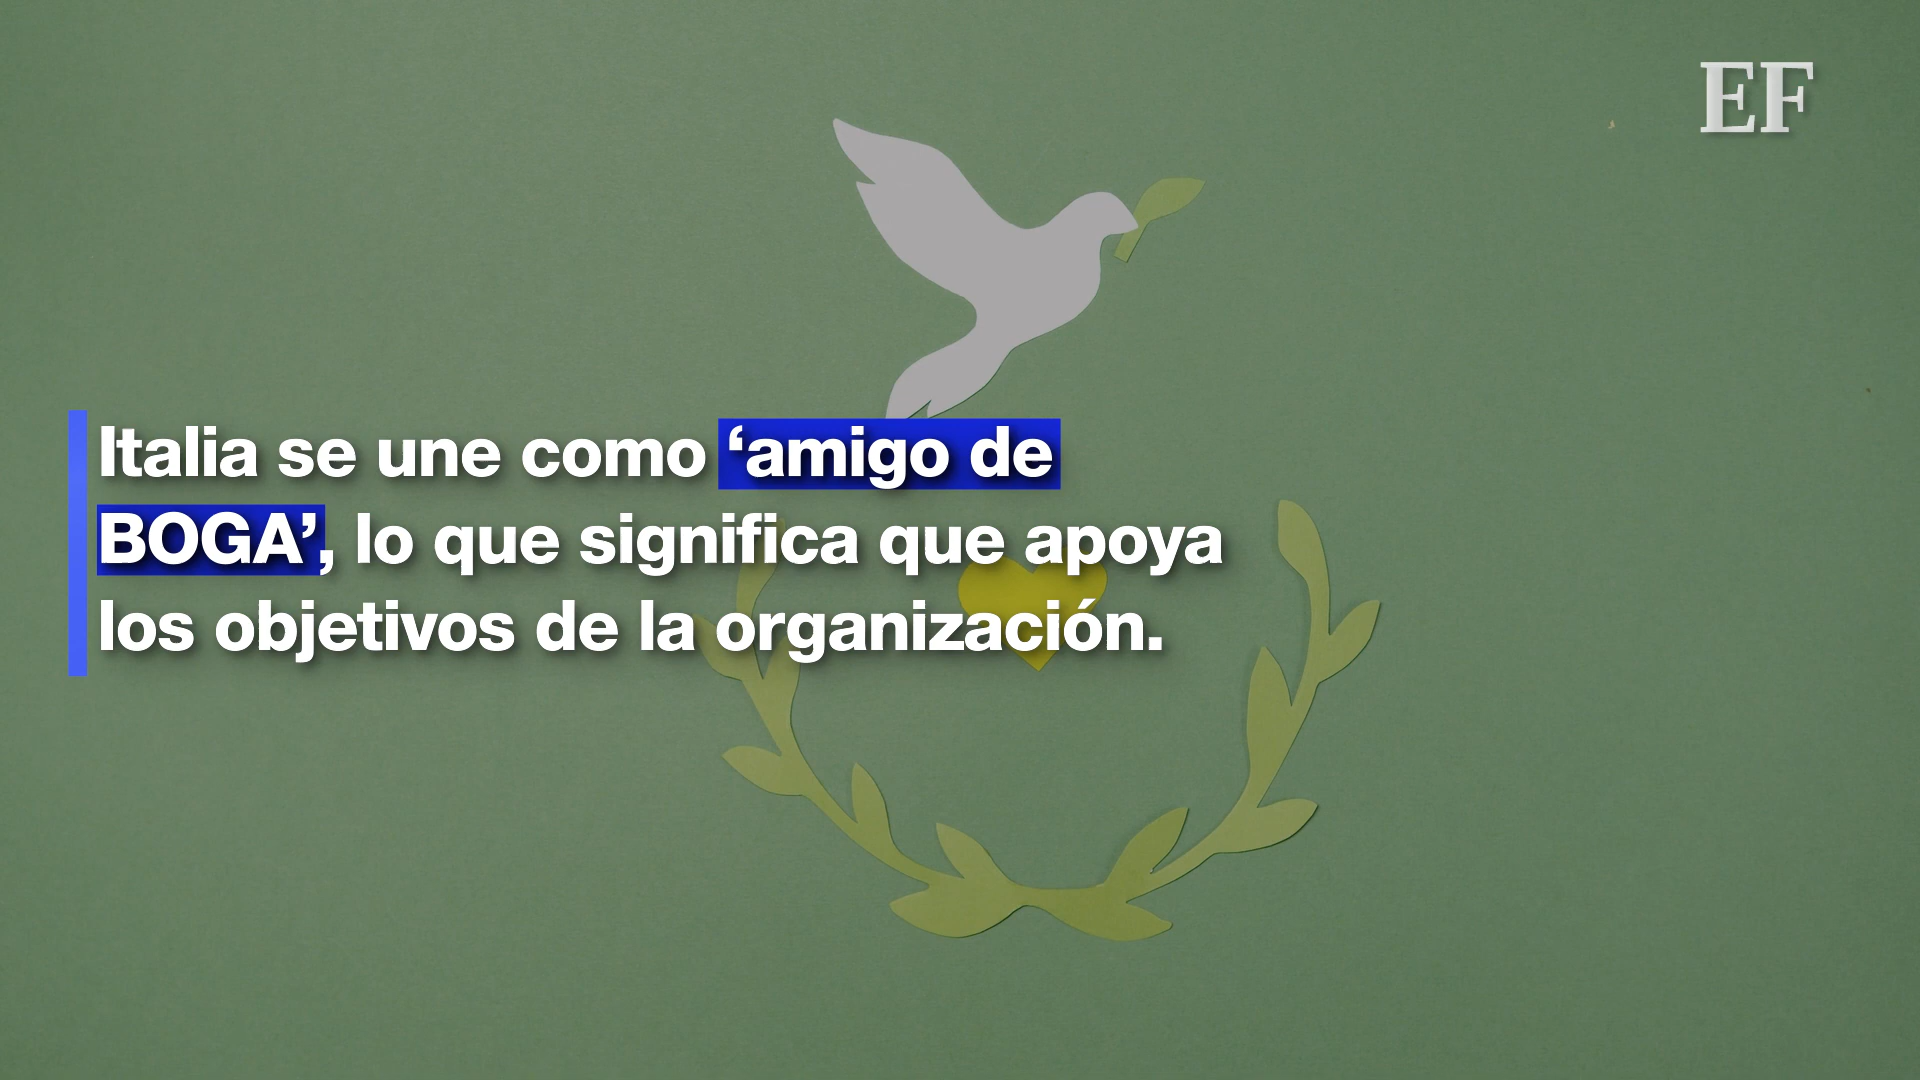 EF
Italia se une como ‘amigo de
BOGA’, lo que significa que apoya
los objetivos de la organización.